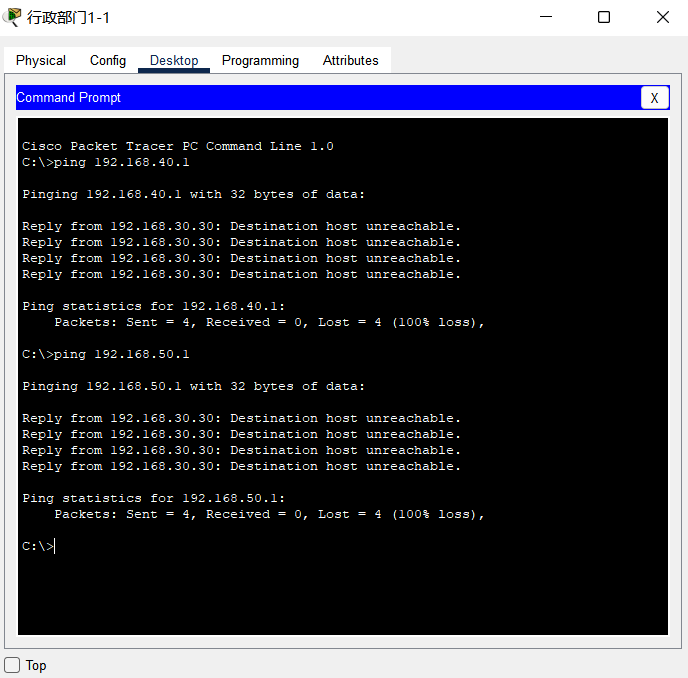 行政部门1-1
Physical Config Desktop Programming Attributes
Command Prompt X
Cisco Packet Tracer PC Command Line 1.0
C:\>ping 192.168.40.1
Pinging 192.168.40.1 with 32 bytes of data:
Reply from 192.168.30.30: Destination host unreachable.
Reply from 192.168.30.30: Destination host unreachable.
Reply from 192.168.30.30: Destination host unreachable.
Reply from 192.168.30.30: Destination host unreachable.
Ping statistics for 192.168.40.1:
    Packets: Sent = 4, Received = 0, Lost = 4 (100% loss),
C:\>ping 192.168.50.1
Pinging 192.168.50.1 with 32 bytes of data:
Reply from 192.168.30.30: Destination host unreachable.
Reply from 192.168.30.30: Destination host unreachable.
Reply from 192.168.30.30: Destination host unreachable.
Reply from 192.168.30.30: Destination host unreachable.
Ping statistics for 192.168.50.1:
    Packets: Sent = 4, Received = 0, Lost = 4 (100% loss),
C:\>
Top